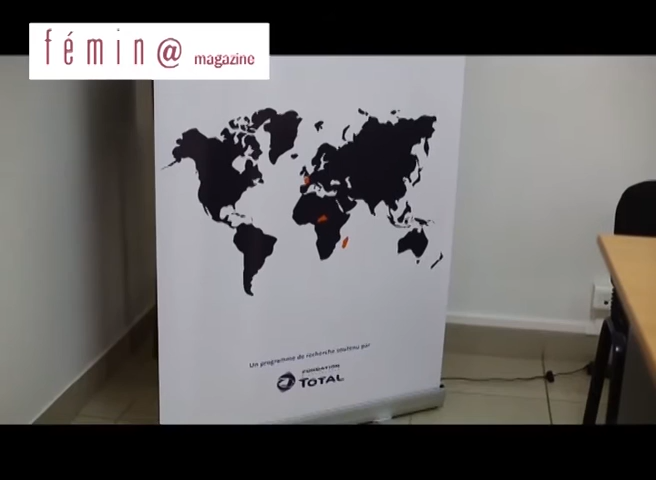 fémin@ magazine
Un programme de recherche soutenu par
FONDATION
TOTAL